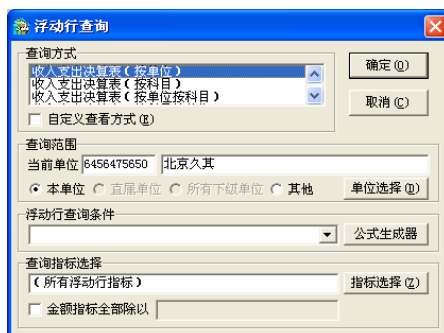 浮动行查询
查询方式
收入支出决算表(按单位)
收入支出决算表(按科目)
收入支出决算表(按单位按科目)
自定义查看方式(E)
确定(O)
取消(C)
查询范围
当前单位 6456475650 北京久其
本单位 直属单位 所有下级单位 其他 单位选择(D)
浮动行查询条件
公式生成器
查询指标选择
(所有浮动行指标) 指标选择(Z)
金额指标全部除以